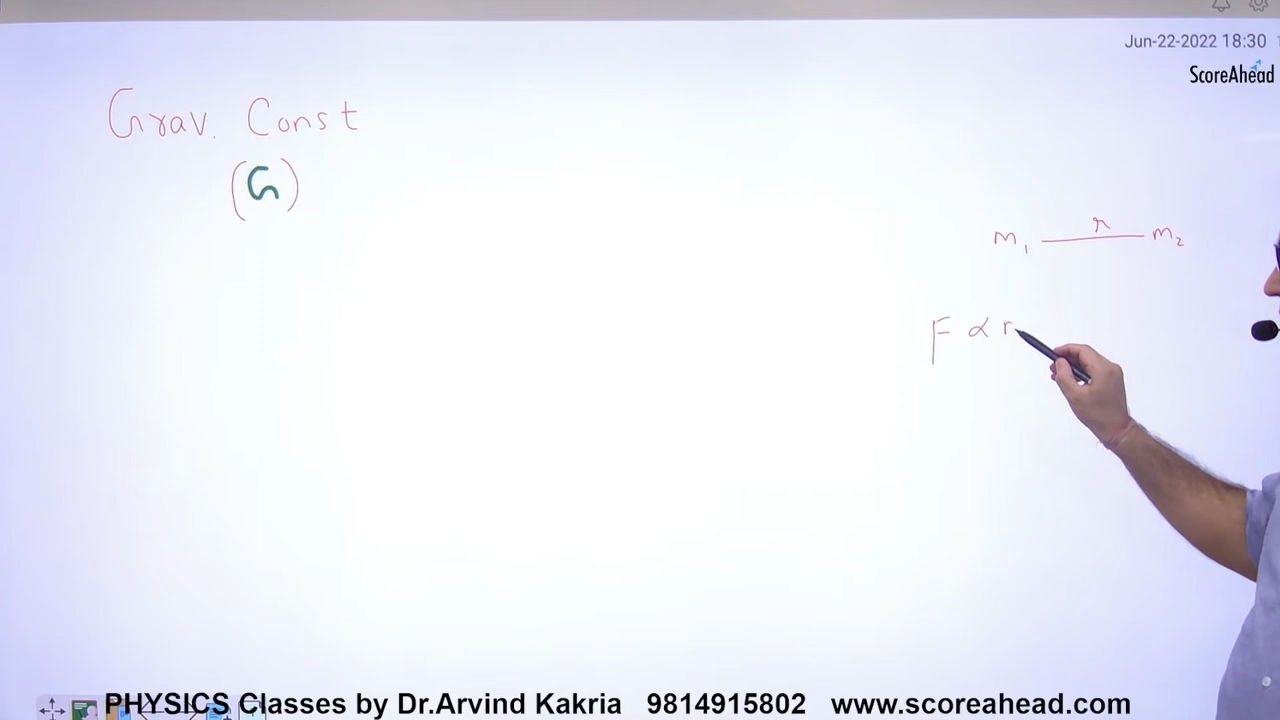 Jun-22-2022 18:30
ScoreAhead
Grav. Const
(G)
m₁ r m₂
F ∝
PHYSICS Classes by Dr.Arvind Kakria 9814915802 www.scoreahead.com